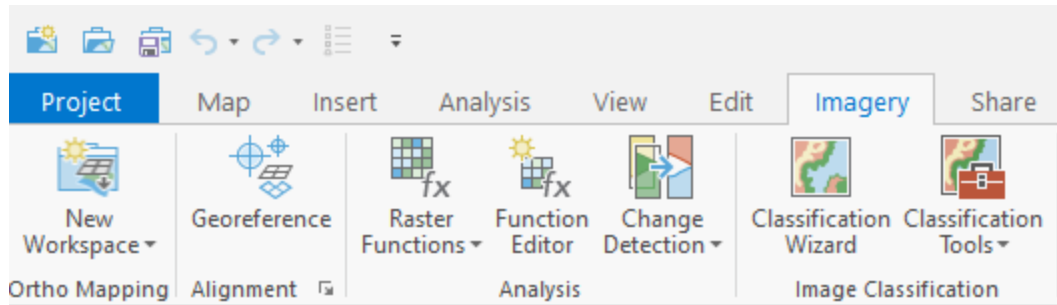 Project Map Insert Analysis View Edit Imagery Share
New Workspace
Georeference
Raster Functions
Function Editor
Change Detection
Classification Wizard
Classification Tools
Ortho Mapping Alignment Analysis Image Classification